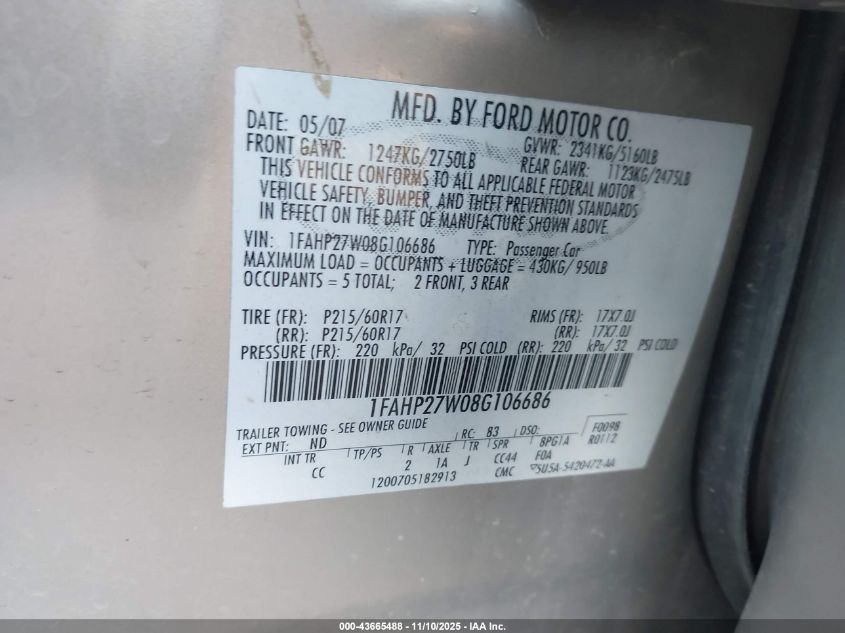 MFD. BY FORD MOTOR CO.
DATE: 05/07 GVWR: 2341KG/5160LB
FRONT GAWR: 1247KG/2750LB REAR GAWR: 1123KG/2475LB
THIS VEHICLE CONFORMS TO ALL APPLICABLE FEDERAL MOTOR
VEHICLE SAFETY, BUMPER, AND THEFT PREVENTION STANDARDS
IN EFFECT ON THE DATE OF MANUFACTURE SHOWN ABOVE.
VIN: 1FAHP27W08G106686 TYPE: Passenger Car
MAXIMUM LOAD = OCCUPANTS + LUGGAGE = 430KG/ 950LB
OCCUPANTS = 5 TOTAL; 2 FRONT, 3 REAR
TIRE (FR): P215/60R17 RIMS (FR): 17X7.0J
(RR): P215/60R17 (RR): 17X7.0J
PRESSURE (FR): 220 kPa/ 32 PSI COLD (RR): 220 kPa/ 32 PSI COLD
1FAHP27W08G106686
TRAILER TOWING - SEE OWNER GUIDE
EXT PNT: ND RC: 83 DSO: F0098
R0112
INT TR TP/PS R AXLE TR SPR BPG1A
CC 2 1A J CC44 FOA
1200705182913 CMC 5U5A-5420472-AA
000-43665488 - 11/10/2025 - IAA Inc.